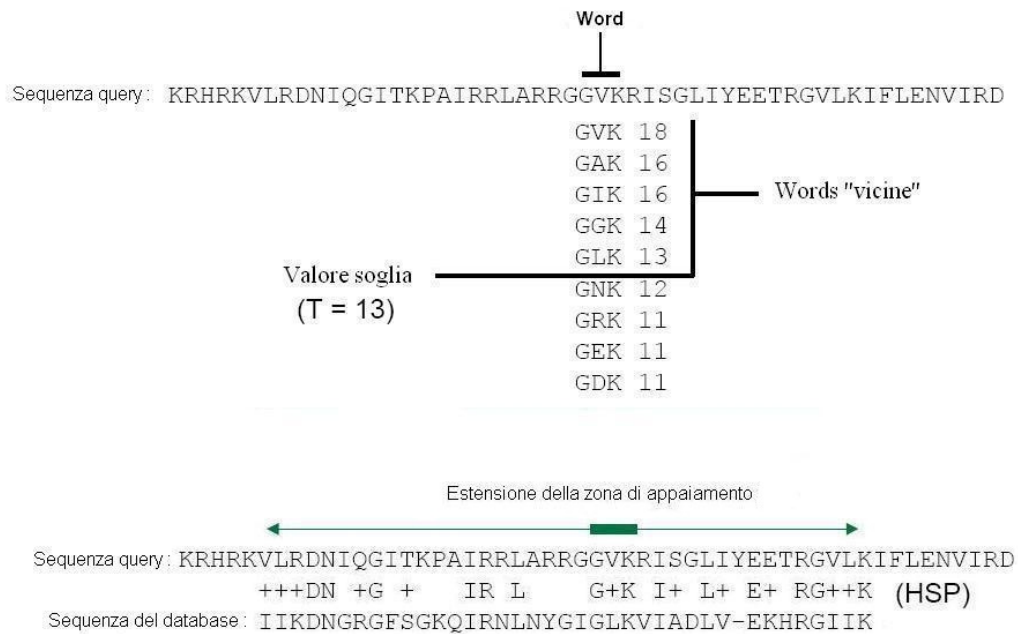 Word
Sequenza query : KRHRKVLRDNIQGITKPAIRRLARRGGVKRISGLIYEETRGVLKIFLENVIRD
GVK 18
GAK 16
GIK 16
GGK 14
GLK 13
GNK 12
GRK 11
GEK 11
GDK 11
Words "vicine"
Valore soglia
(T = 13)
Estensione della zona di appaiamento
Sequenza query : KRHRKVLRDNIQGITKPAIRRLARRGGVKRISGLIYEETRGVLKIFLENVIRD
+++DN +G + IR L G+K I+ L+ E+ RG++K (HSP)
Sequenza del database : IIKDNGRGFSGKQIRNLNYGIGLKVIADLV-EKHRGIIK